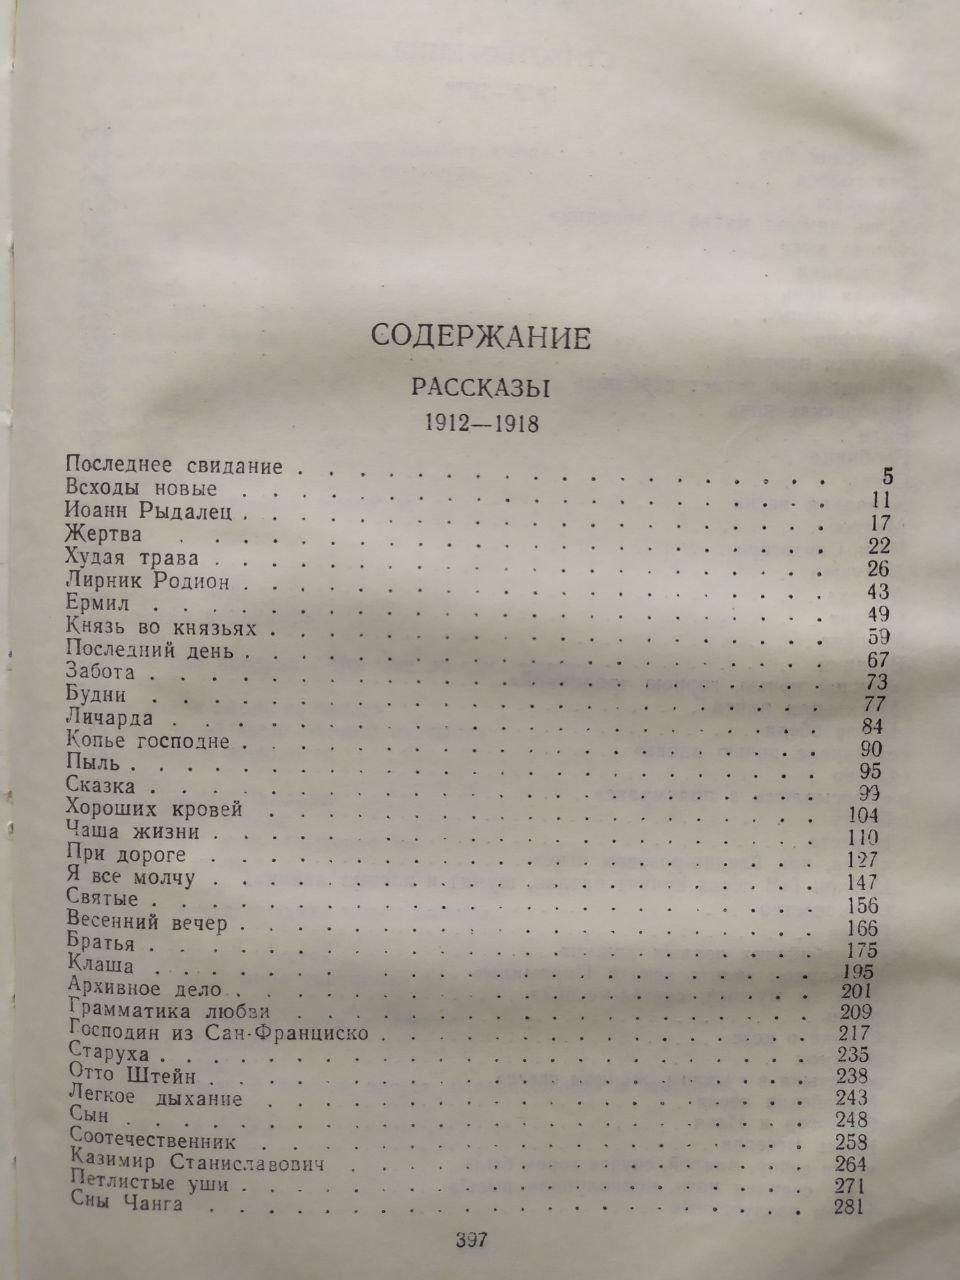 СОДЕРЖАНИЕ
РАССКАЗЫ
1912—1918
Последнее свидание . . . . . . . . . . . . . . . . . . 5
Всходы новые . . . . . . . . . . . . . . . . . . . . 11
Иоанн Рыдалец . . . . . . . . . . . . . . . . . . . . 17
Жертва . . . . . . . . . . . . . . . . . . . . . . 22
Худая трава . . . . . . . . . . . . . . . . . . . . . 26
Лирник Родион . . . . . . . . . . . . . . . . . . . . 43
Ермил . . . . . . . . . . . . . . . . . . . . . . . 49
Князь во князьях . . . . . . . . . . . . . . . . . . . 59
Последний день . . . . . . . . . . . . . . . . . . . . 67
Забота . . . . . . . . . . . . . . . . . . . . . . . 73
Будни . . . . . . . . . . . . . . . . . . . . . . . 77
Личарда . . . . . . . . . . . . . . . . . . . . . . 84
Копье господне . . . . . . . . . . . . . . . . . . . . 90
Пыль . . . . . . . . . . . . . . . . . . . . . . . 95
Сказка . . . . . . . . . . . . . . . . . . . . . . . 99
Хороших кровей . . . . . . . . . . . . . . . . . . . 104
Чаша жизни . . . . . . . . . . . . . . . . . . . . . 110
При дороге . . . . . . . . . . . . . . . . . . . . . 127
Я все молчу . . . . . . . . . . . . . . . . . . . . . 147
Святые . . . . . . . . . . . . . . . . . . . . . . . 156
Весенний вечер . . . . . . . . . . . . . . . . . . . . 166
Братья . . . . . . . . . . . . . . . . . . . . . . . 175
Клаша . . . . . . . . . . . . . . . . . . . . . . . 195
Архивное дело . . . . . . . . . . . . . . . . . . . . 201
Грамматика любви . . . . . . . . . . . . . . . . . . 209
Господин из Сан-Франциско . . . . . . . . . . . . . . . 217
Старуха . . . . . . . . . . . . . . . . . . . . . . 235
Отто Штейн . . . . . . . . . . . . . . . . . . . . . 238
Легкое дыхание . . . . . . . . . . . . . . . . . . . 243
Сын . . . . . . . . . . . . . . . . . . . . . . . 248
Соотечественник . . . . . . . . . . . . . . . . . . . 258
Казимир Станиславович . . . . . . . . . . . . . . . . 264
Петлистые уши . . . . . . . . . . . . . . . . . . . . 271
Сны Чанга . . . . . . . . . . . . . . . . . . . . . 281
397